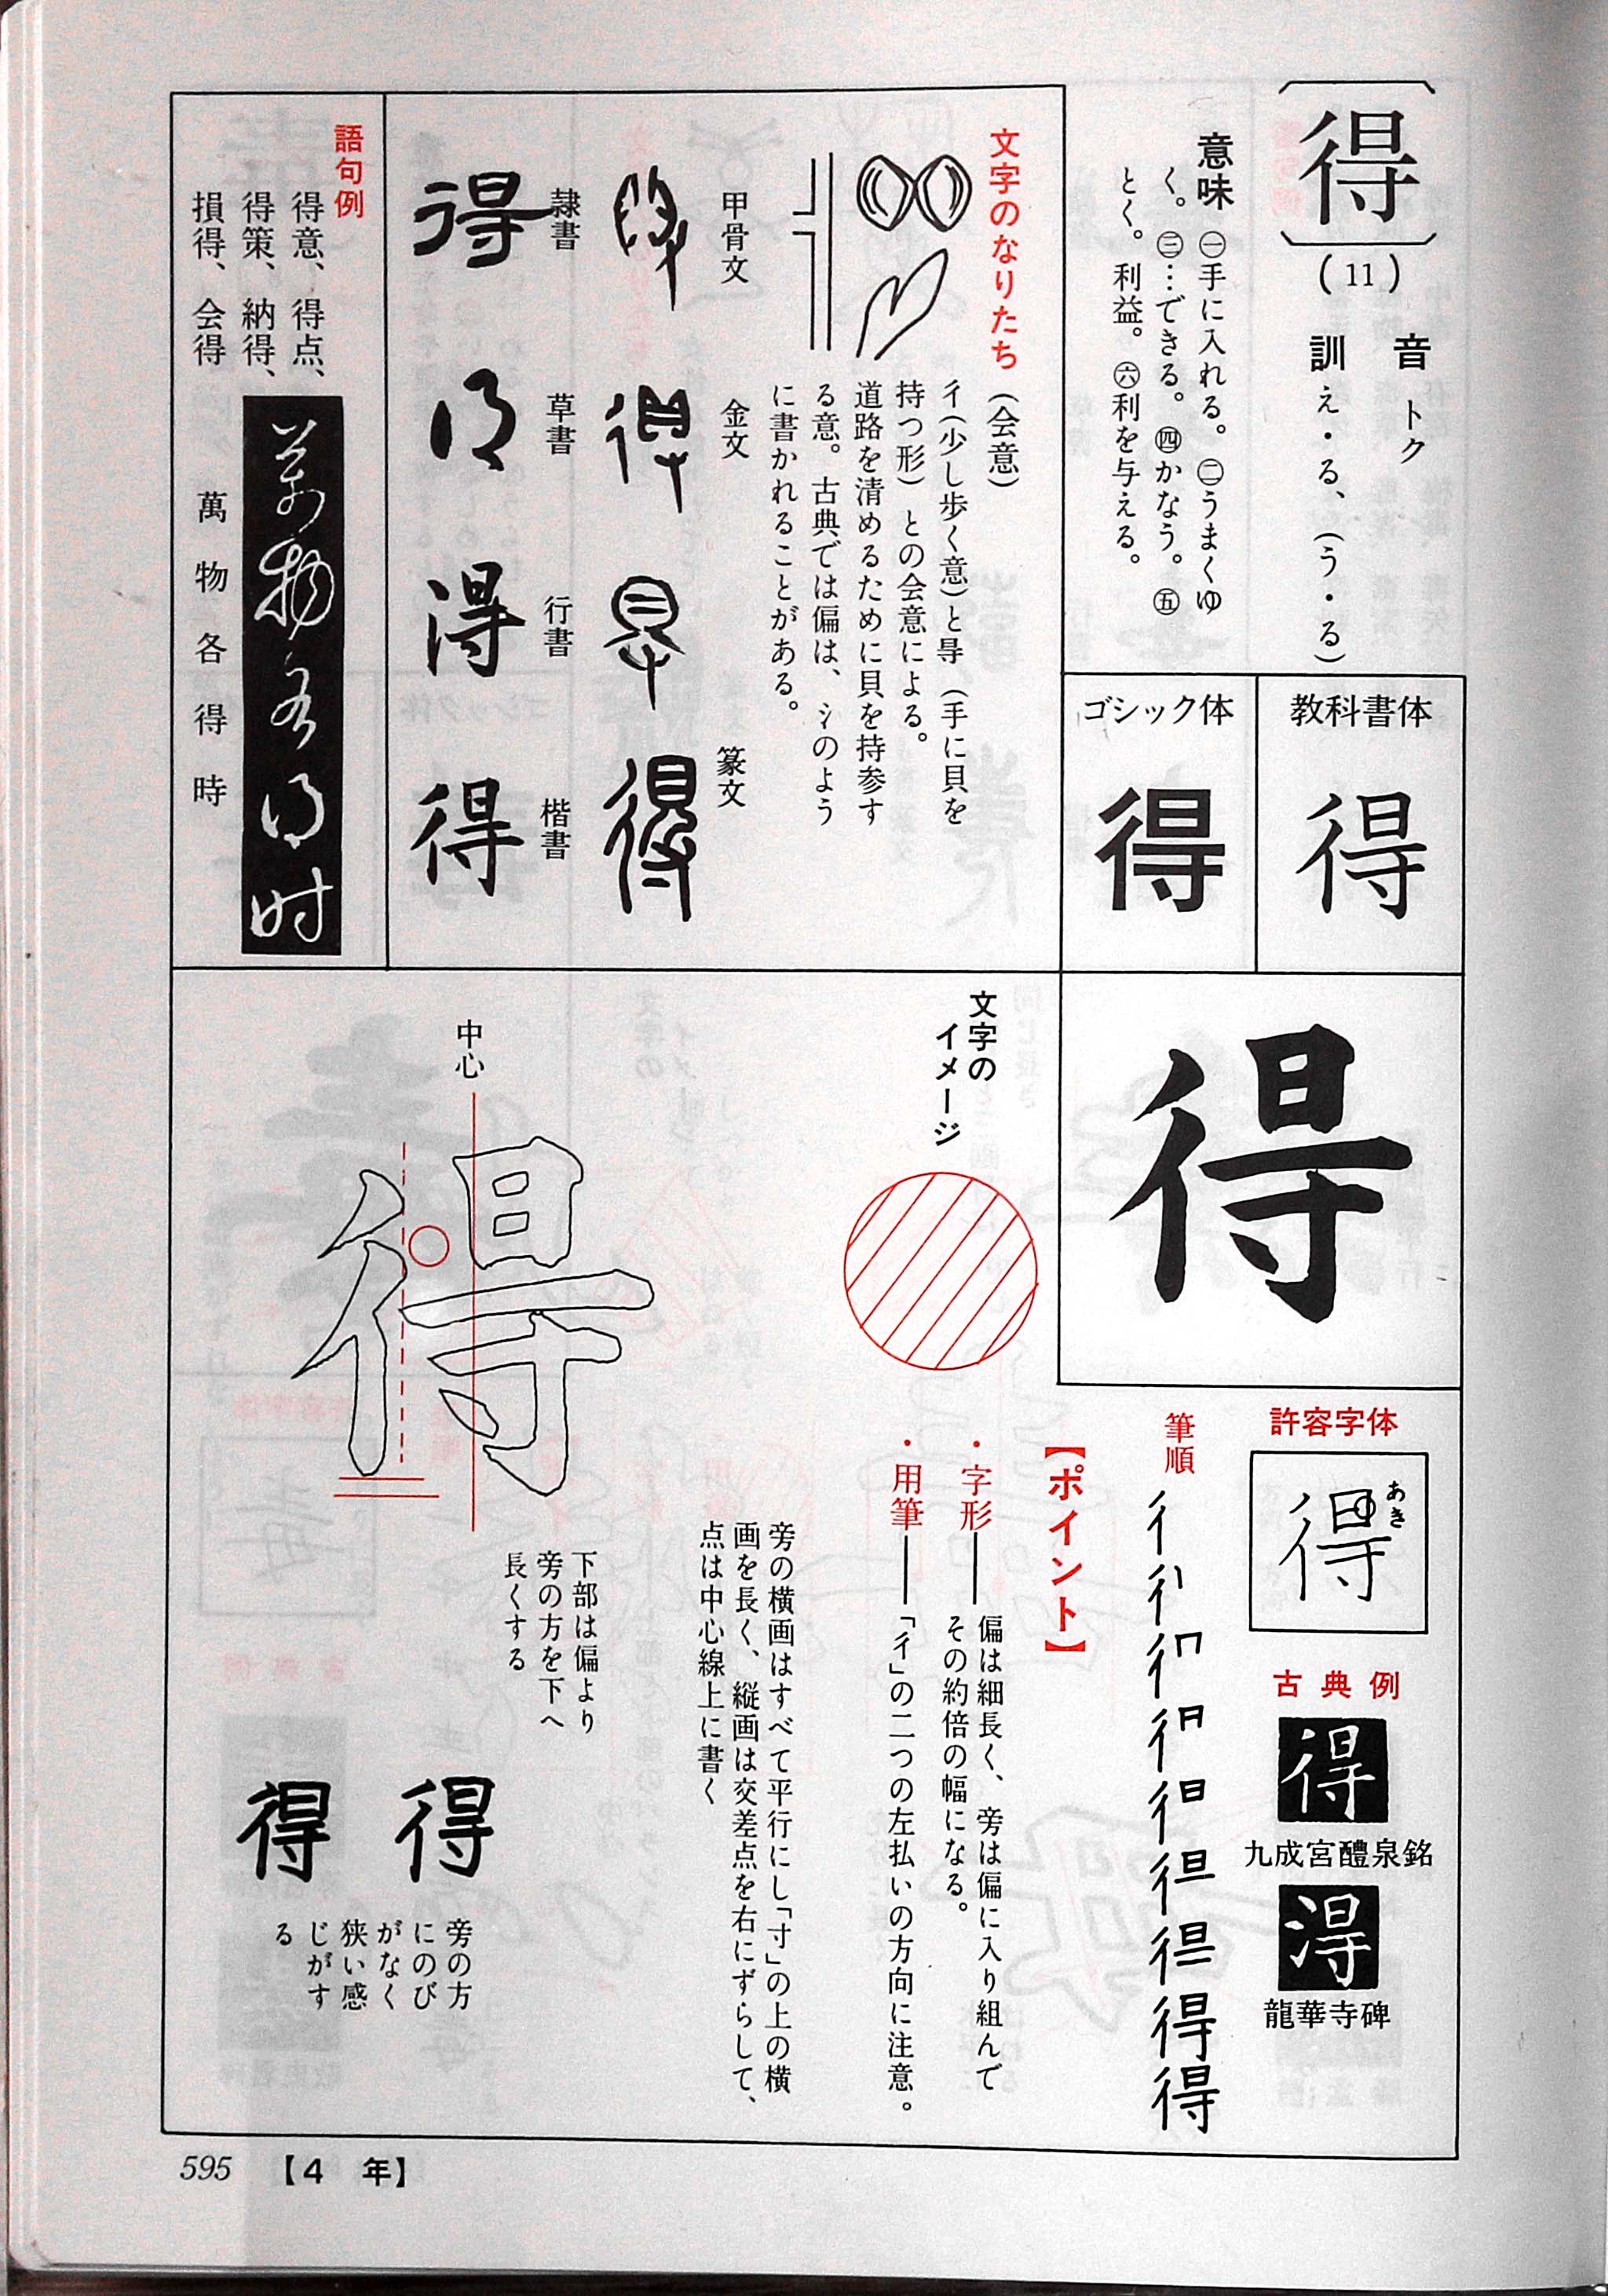 得
(11)
音 トク
訓 え・る、(う・る)
意味 ㊀手に入れる。㊁うまくゆ
く。㊂…できる。㊃かなう。㊄
とく。利益。㊅利を与える。
教科書体
得
ゴシック体
得
得
文字のなりたち
(会意)
彳(少し歩く意)と㝵(手に貝を
持つ形)との会意による。
道路を清めるために貝を持参す
る意。古典では偏は、氵のよう
に書かれることがある。
甲骨文
金文
篆文
隷書
得
草書
行書
得
楷書
得
語句例
得意、得点、
得策、納得、
損得、会得
萬物各得時
萬物各得時
許容字体
得
あき
古典例
得
九成宮醴泉銘
得
龍華寺碑
筆順
得
得
【ポイント】
・字形── 偏は細長く、旁は偏に入り組んで
その約倍の幅になる。
・用筆──「彳」の二つの左払いの方向に注意。
文字の
イメージ
旁の横画はすべて平行にし「寸」の上の横
画を長く、縦画は交差点を右にずらして、
点は中心線上に書く
中心
得
下部は偏より
旁の方を下へ
長くする
得
得
旁の方
にのび
がなく
狭い感
じがす
る
595 【4 年】